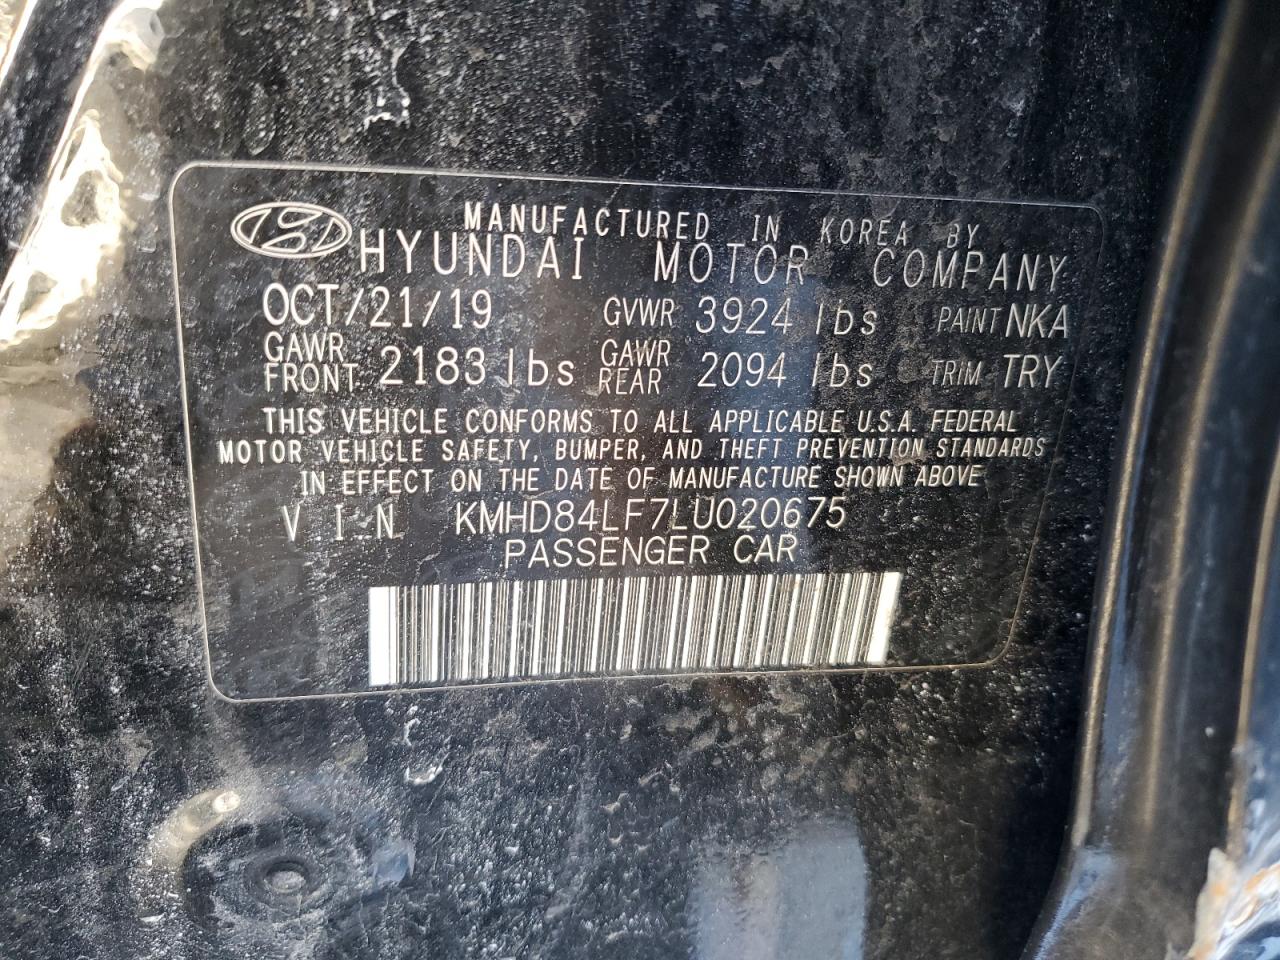 MANUFACTURED IN KOREA BY
HYUNDAI MOTOR COMPANY
OCT/21/19 GVWR 3924 lbs PAINT NKA
GAWR FRONT 2183 lbs GAWR REAR 2094 lbs TRIM TRY
THIS VEHICLE CONFORMS TO ALL APPLICABLE U.S.A. FEDERAL
MOTOR VEHICLE SAFETY, BUMPER, AND THEFT PREVENTION STANDARDS
IN EFFECT ON THE DATE OF MANUFACTURE SHOWN ABOVE
V I N KMHD84LF7LU020675
PASSENGER CAR